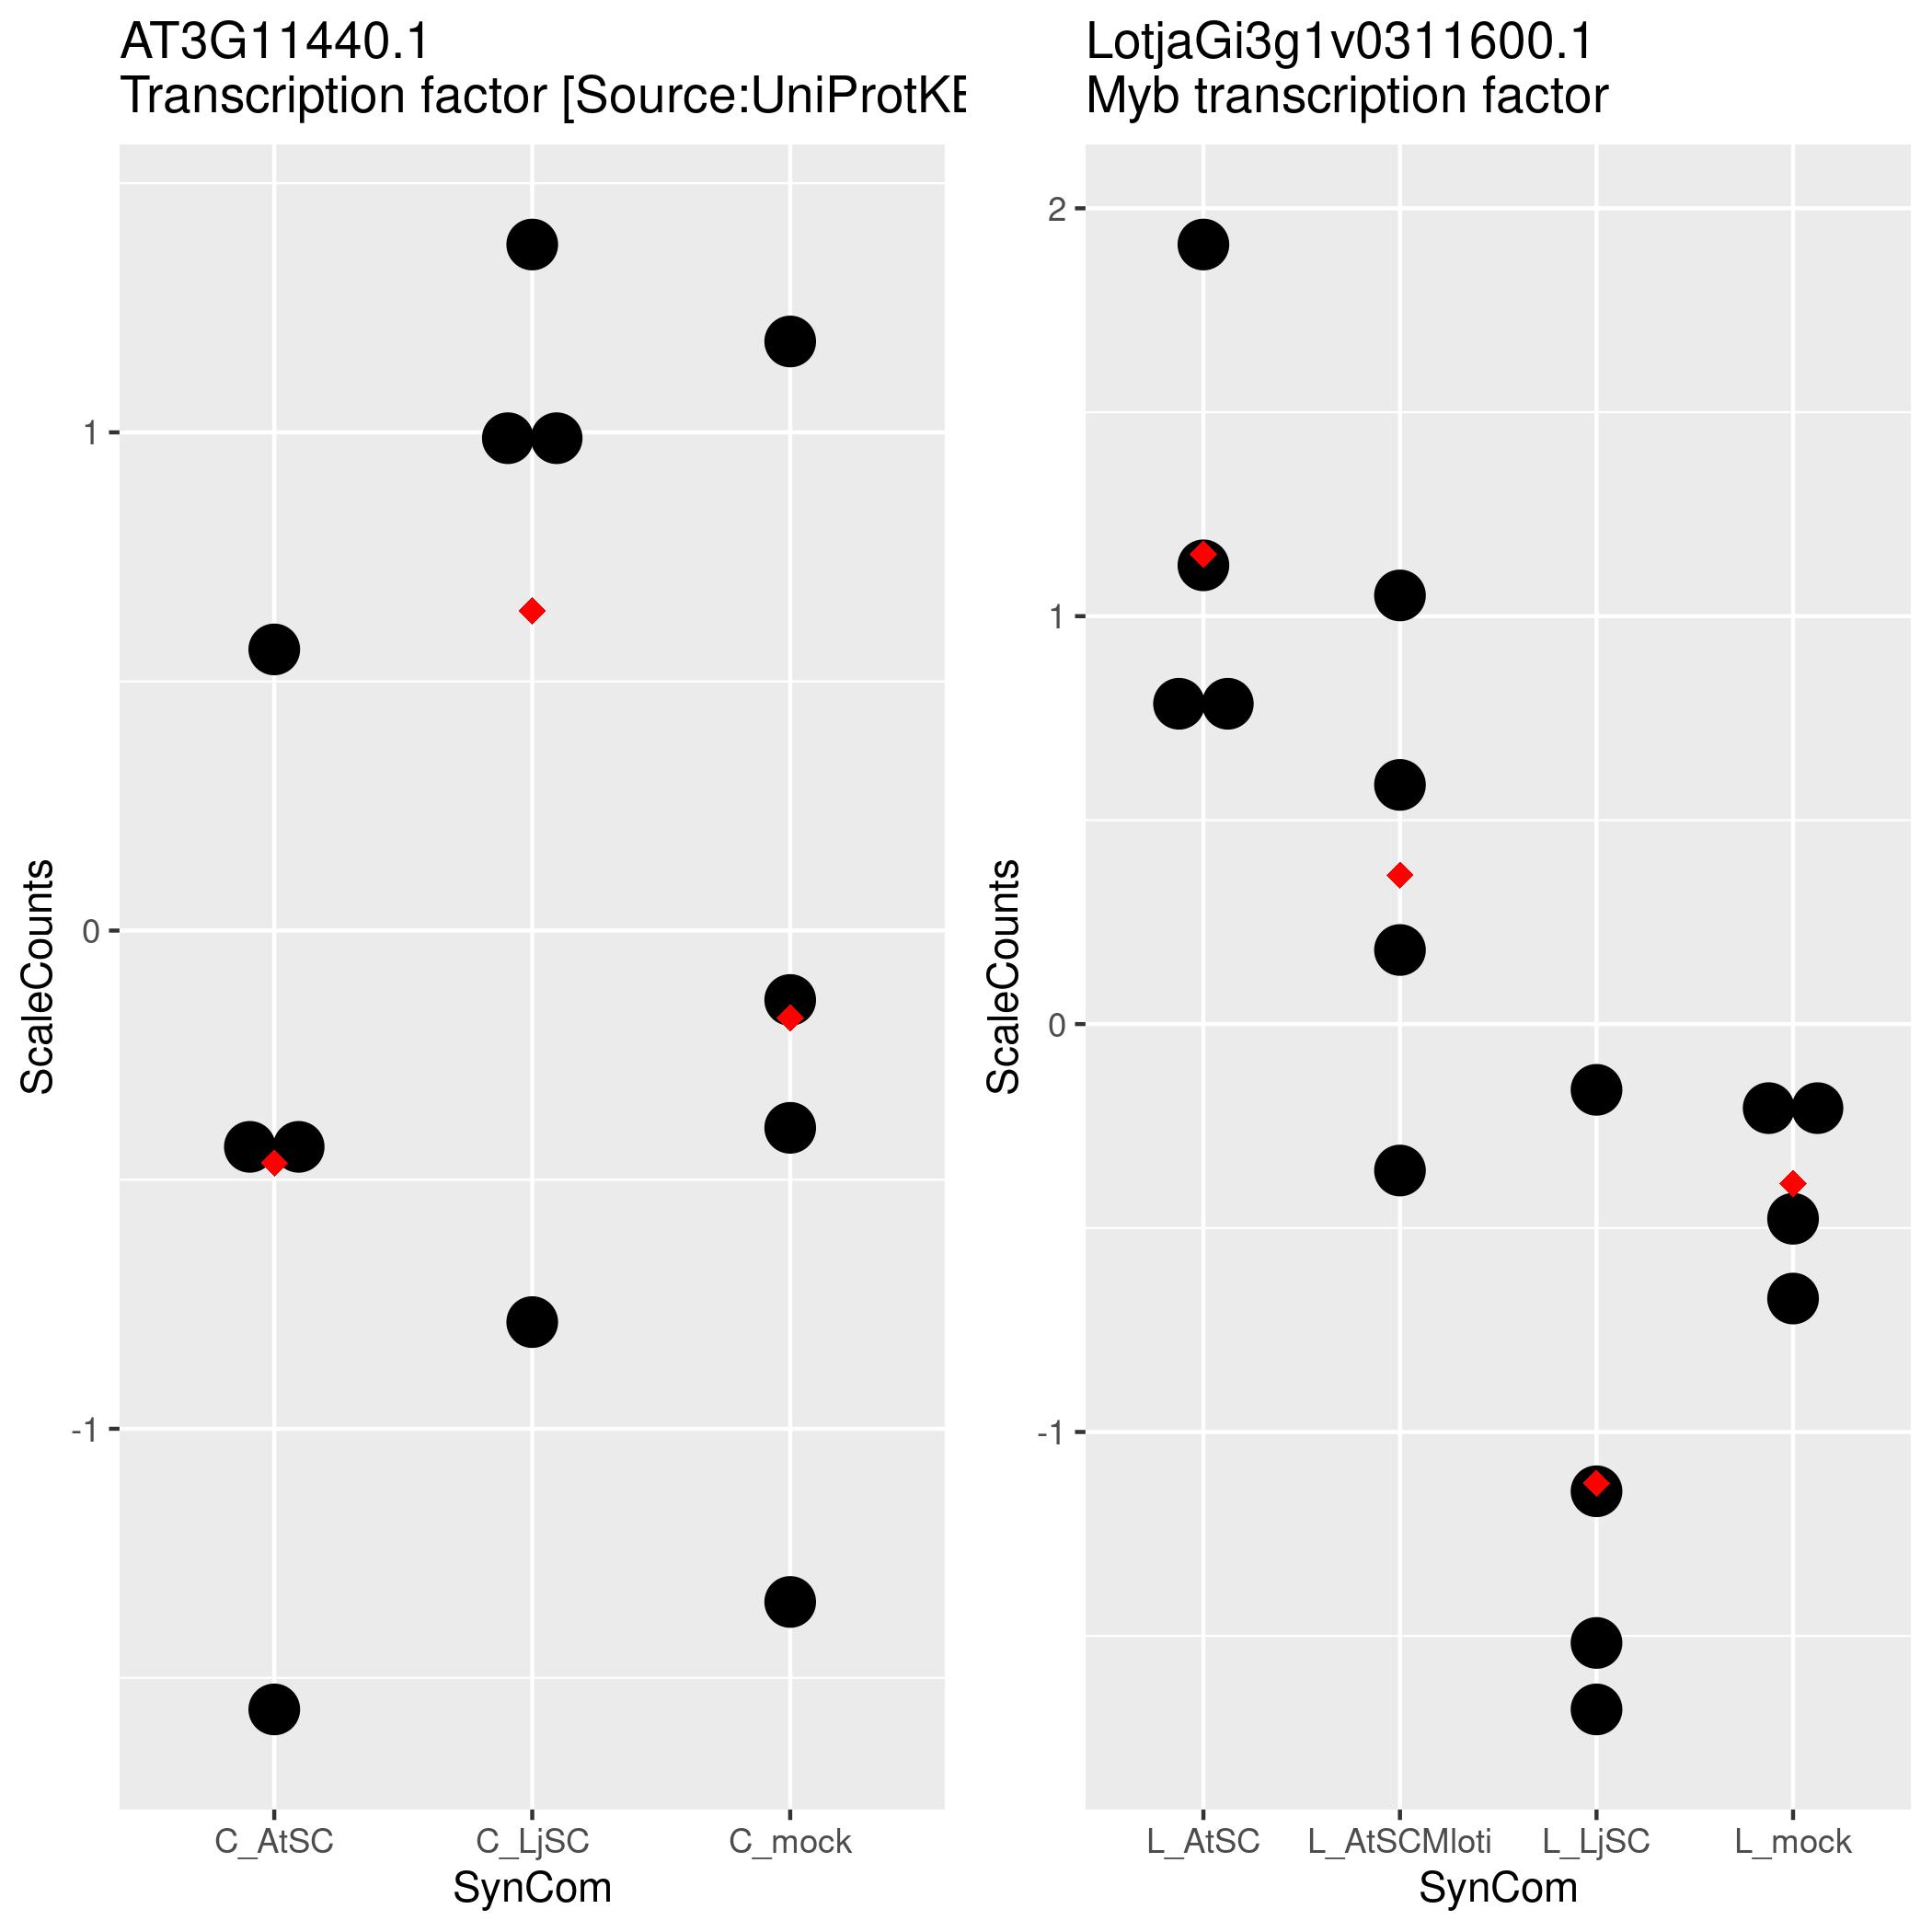 AT3G11440.1
Transcription factor [Source:UniProtKB
ScaleCounts
1
0
-1
C_AtSC
C_LjSC
C_mock
SynCom
LotjaGi3g1v0311600.1
Myb transcription factor
ScaleCounts
2
1
0
-1
L_AtSC
L_AtSCMloti
L_LjSC
L_mock
SynCom